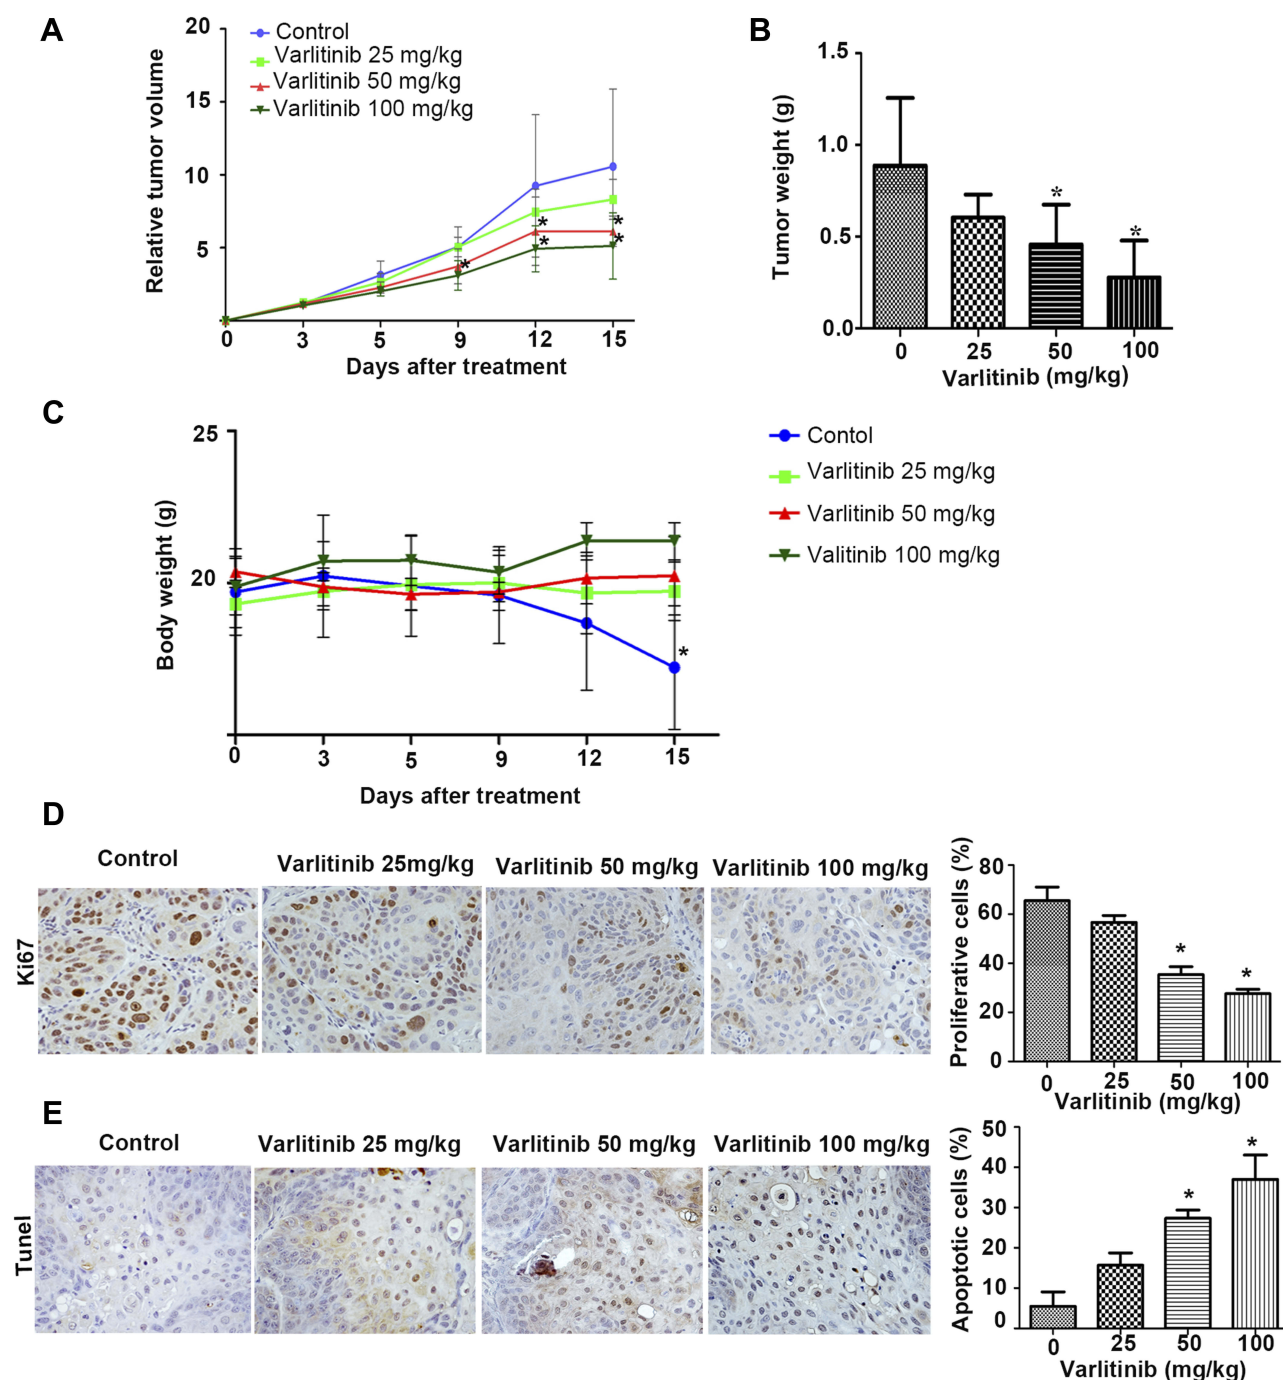 A
20
15
10
5
Relative tumor volume
Control
Varlitinib 25 mg/kg
Varlitinib 50 mg/kg
Varlitinib 100 mg/kg
*
* *
* *
0 3 5 9 12 15
Days after treatment
B
1.5
1.0
0.5
0.0
Tumor weight (g)
* *
0 25 50 100
Varlitinib (mg/kg)
C
25
20
Body weight (g)
*
0 3 5 9 12 15
Days after treatment
Contol
Varlitinib 25 mg/kg
Varlitinib 50 mg/kg
Valitinib 100 mg/kg
D
Control Varlitinib 25mg/kg Varlitinib 50 mg/kg Varlitinib 100 mg/kg
Ki67
Proliferative cells (%)
80
60
40
20
0
* *
0 25 50 100
Varlitinib (mg/kg)
E
Control Varlitinib 25 mg/kg Varlitinib 50 mg/kg Varlitinib 100 mg/kg
Tunel
Apoptotic cells (%)
50
40
30
20
10
0
* *
0 25 50 100
Varlitinib (mg/kg)